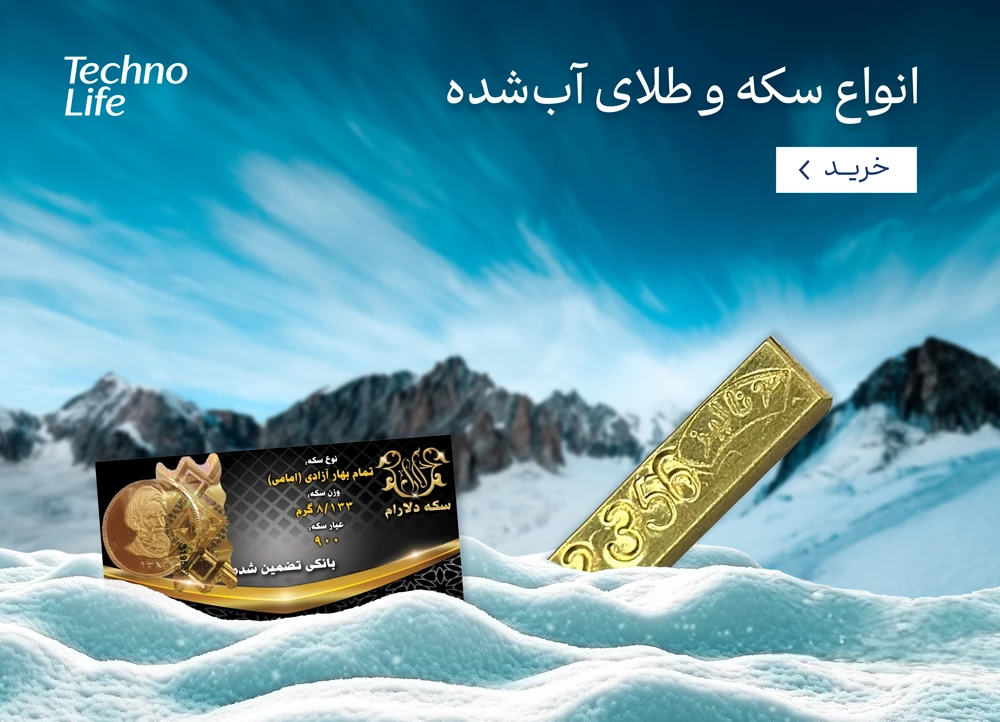 Techno
Life
انواع سکه و طلای آب‌شده
خرید
نوع سکه:
تمام بهار آزادی (امامی)
وزن سکه:
۸/۱۳۳ گرم
عیار سکه:
۹۰۰
بانکی تضمین شده
سکه دلارام
2356